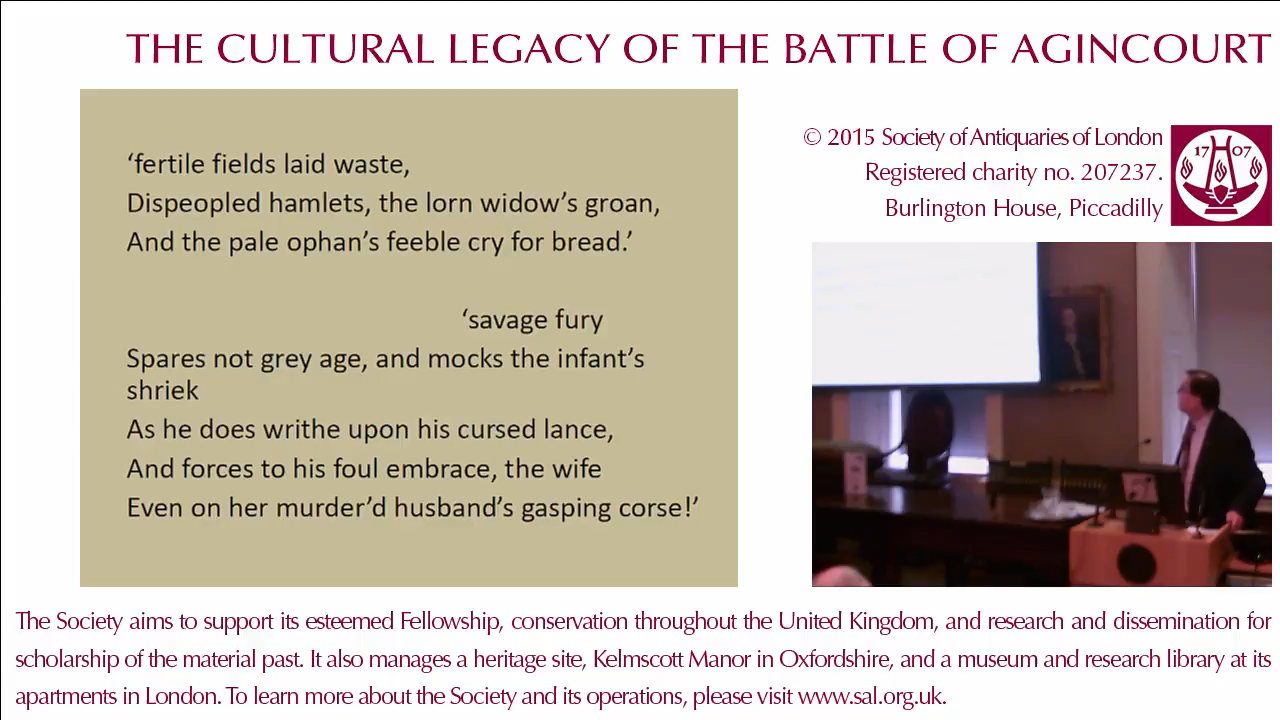 THE CULTURAL LEGACY OF THE BATTLE OF AGINCOURT
‘fertile fields laid waste,
Dispeopled hamlets, the lorn widow’s groan,
And the pale ophan’s feeble cry for bread.’
‘savage fury
Spares not grey age, and mocks the infant’s
shriek
As he does writhe upon his cursed lance,
And forces to his foul embrace, the wife
Even on her murder’d husband’s gasping corse!’
© 2015 Society of Antiquaries of London
Registered charity no. 207237.
Burlington House, Piccadilly
17 07
The Society aims to support its esteemed Fellowship, conservation throughout the United Kingdom, and research and dissemination for
scholarship of the material past. It also manages a heritage site, Kelmscott Manor in Oxfordshire, and a museum and research library at its
apartments in London. To learn more about the Society and its operations, please visit www.sal.org.uk.